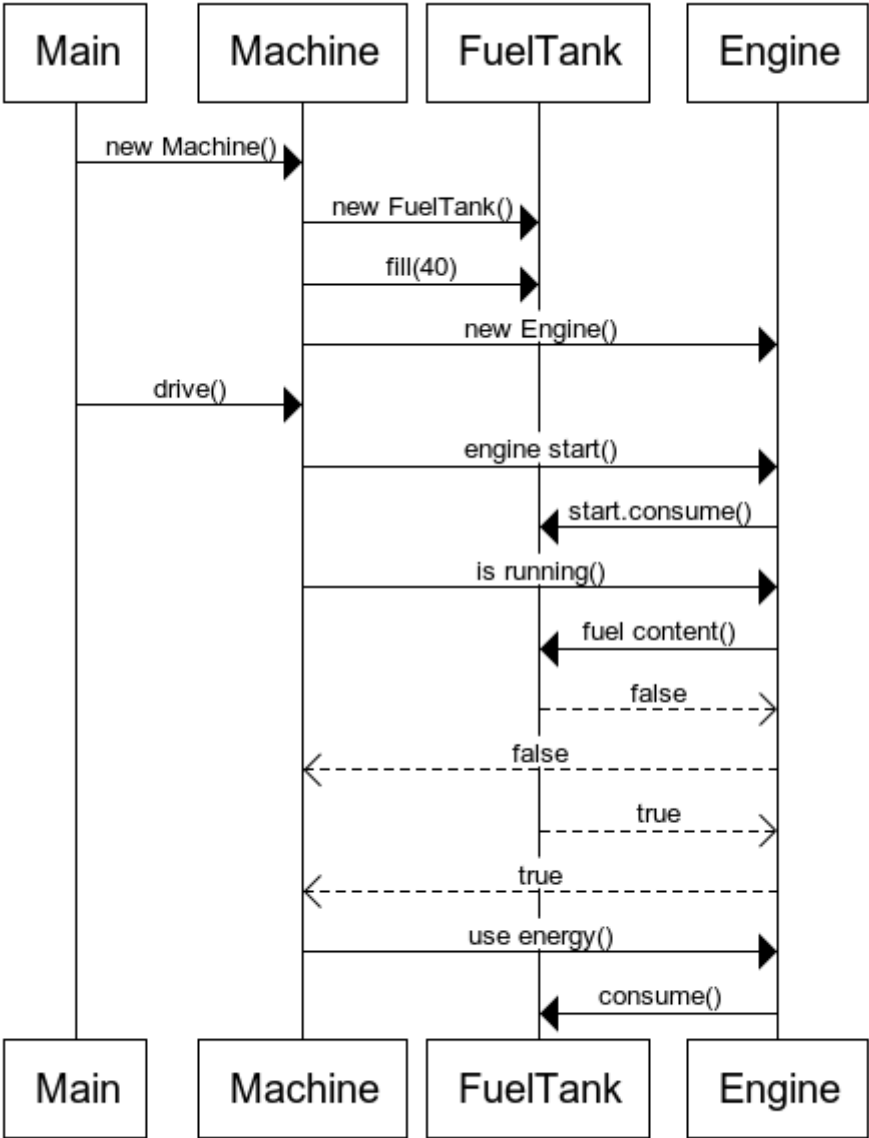 Main Machine FuelTank Engine
new Machine()
new FuelTank()
fill(40)
new Engine()
drive()
engine start()
start.consume()
is running()
fuel content()
false
false
true
true
use energy()
consume()
Main Machine FuelTank Engine